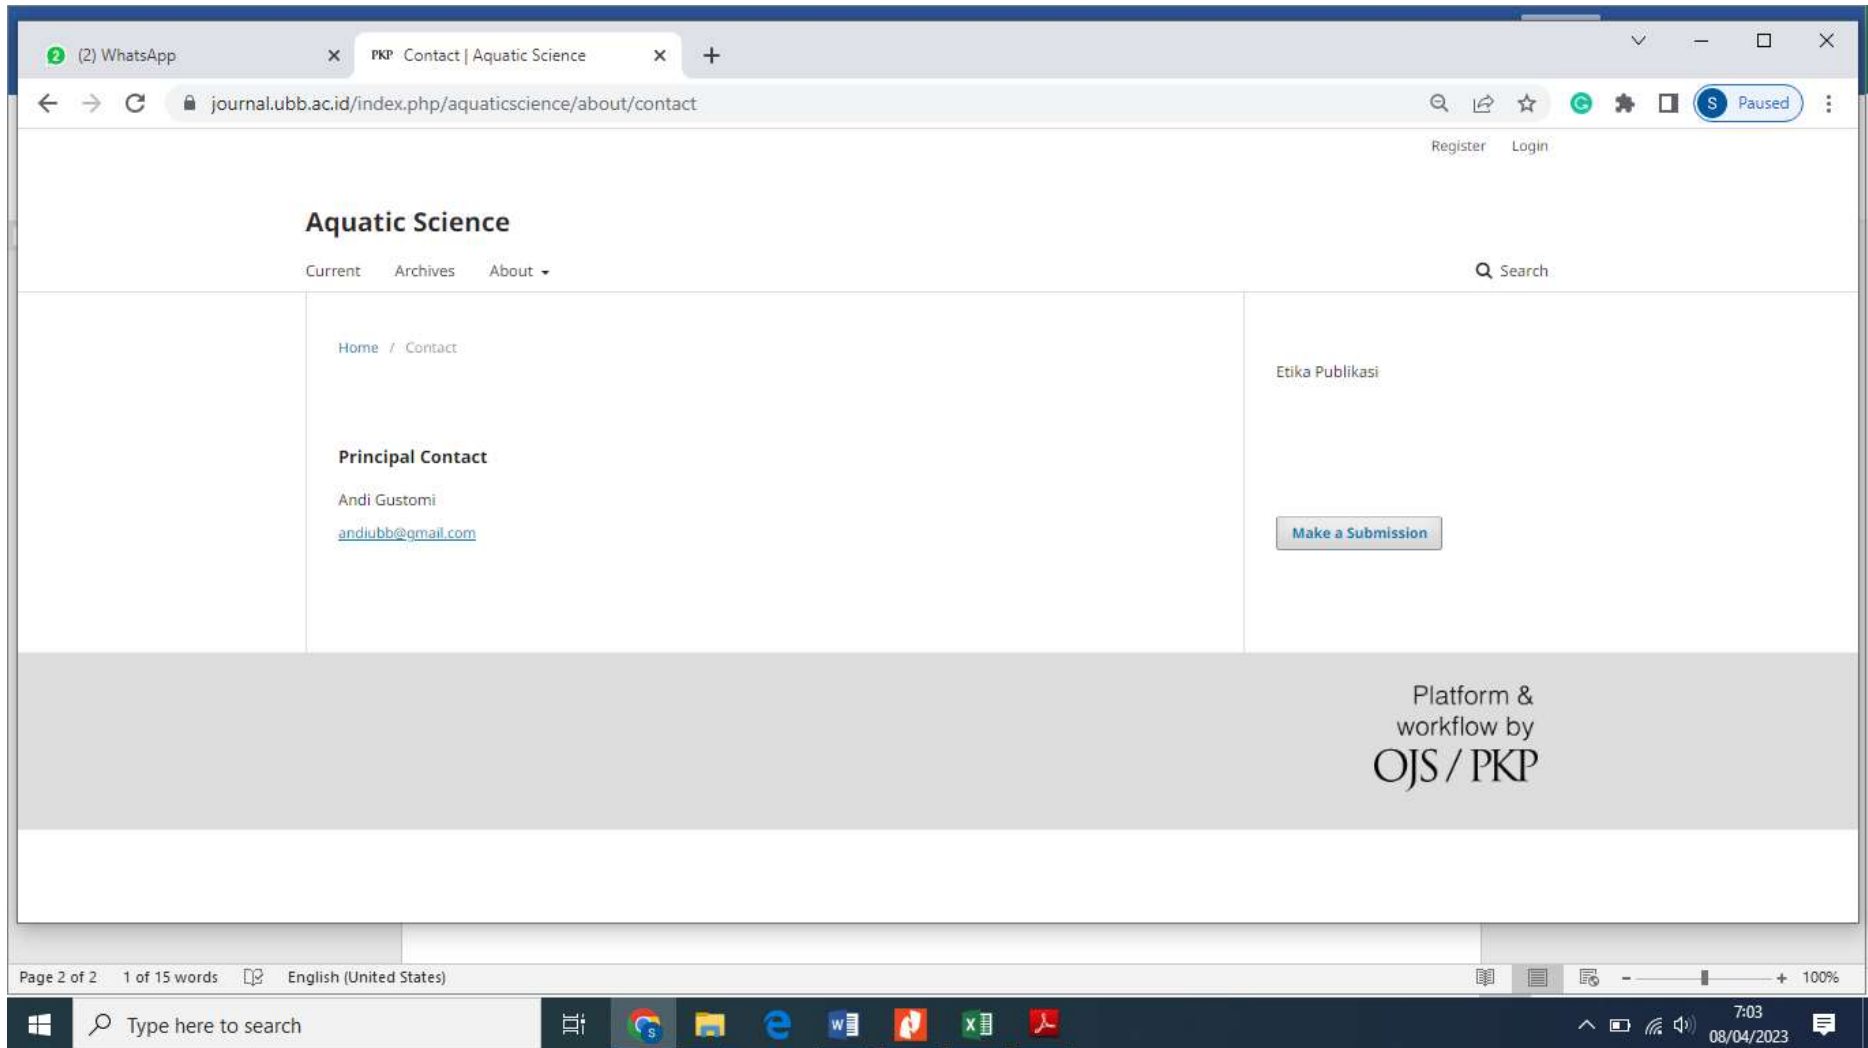 2 (2) WhatsApp
PKP Contact | Aquatic Science
journal.ubb.ac.id/index.php/aquaticscience/about/contact
S Paused
Register Login
Aquatic Science
Current Archives About
Search
Home / Contact
Etika Publikasi
Principal Contact
Andi Gustomi
andiubb@gmail.com
Make a Submission
Platform &
workflow by
OJS / PKP
Page 2 of 2 1 of 15 words English (United States)
- + 100%
Type here to search
7:03
08/04/2023